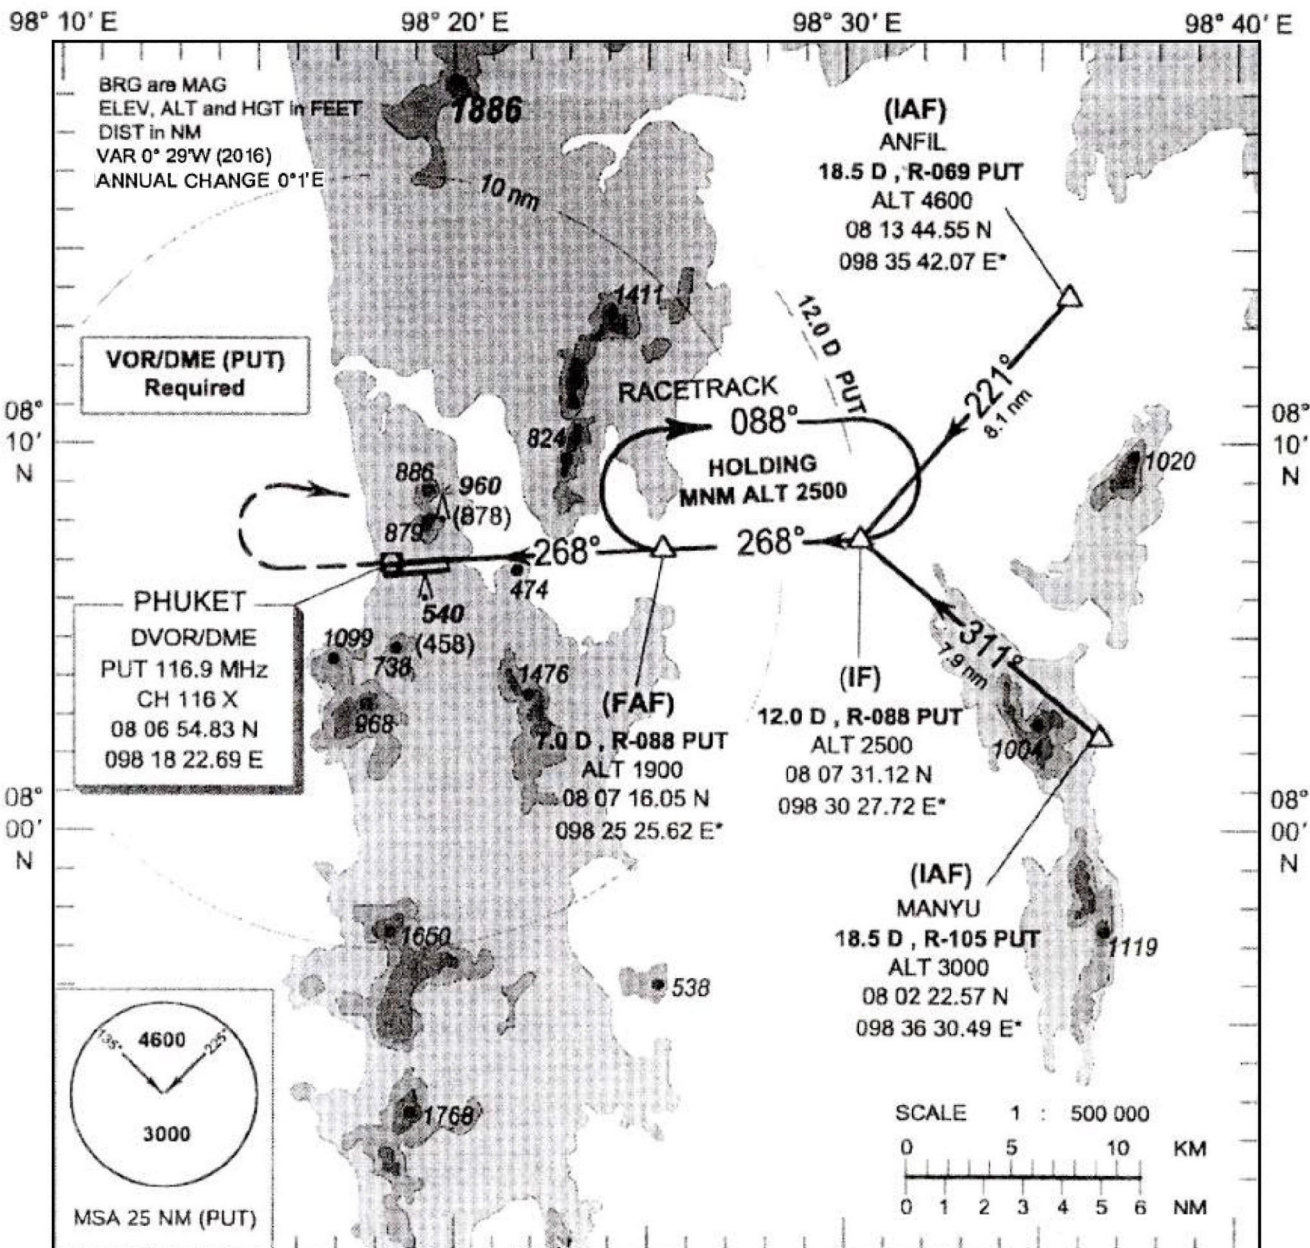 98° 10' E
98° 20' E
98° 30' E
98° 40' E
BRG are MAG
ELEV, ALT and HGT in FEET
DIST in NM
VAR 0° 29'W (2016)
ANNUAL CHANGE 0°1'E
1886
10 nm
(IAF)
ANFIL
18.5 D , R-069 PUT
ALT 4600
08 13 44.55 N
098 35 42.07 E*
1411
12.0 D PUT
221°
8.1 nm
VOR/DME (PUT)
Required
08°
10'
N
08°
10'
N
RACETRACK
088°
824
HOLDING
MNM ALT 2500
1020
886
960
(878)
879
268°
268°
474
PHUKET
DVOR/DME
PUT 116.9 MHz
CH 116 X
08 06 54.83 N
098 18 22.69 E
540
(458)
1099
738
968
1476
311°
7.9 nm
(FAF)
7.0 D , R-088 PUT
ALT 1900
08 07 16.05 N
098 25 25.62 E*
(IF)
12.0 D , R-088 PUT
ALT 2500
08 07 31.12 N
098 30 27.72 E*
1004
08°
00'
N
08°
00'
N
(IAF)
MANYU
18.5 D , R-105 PUT
ALT 3000
08 02 22.57 N
098 36 30.49 E*
1119
1650
538
1768
135°
4600
225°
3000
MSA 25 NM (PUT)
SCALE 1 : 500 000
0 5 10 KM
0 1 2 3 4 5 6 NM